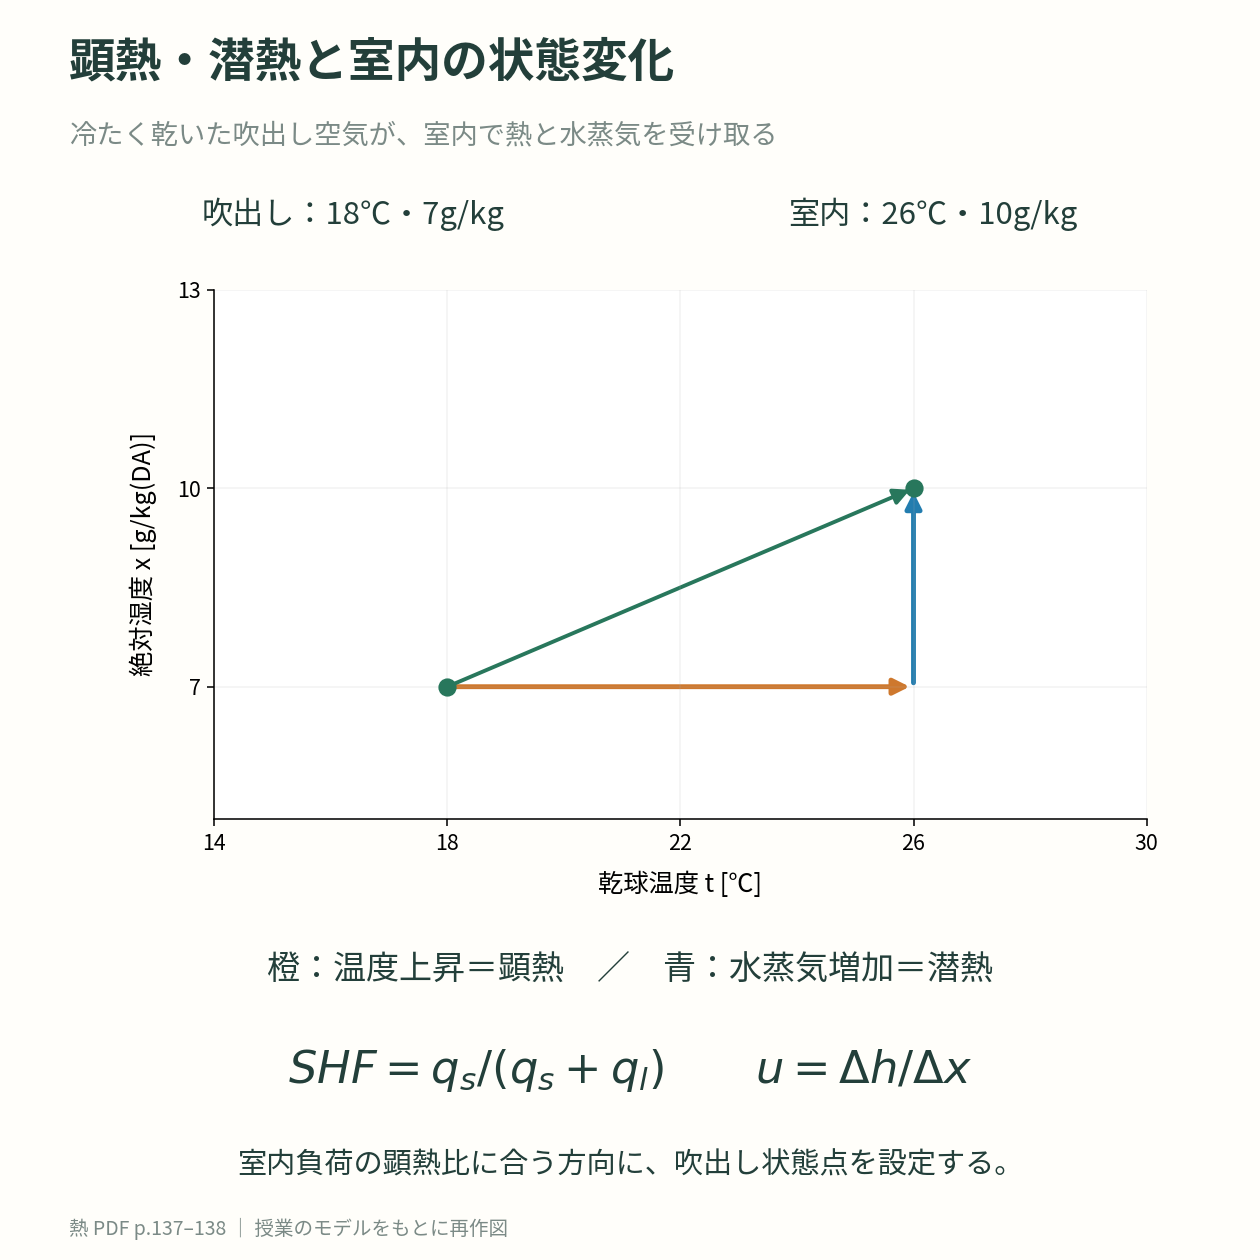 顕熱・潜熱と室内の状態変化
冷たく乾いた吹出し空気が、室内で熱と水蒸気を受け取る
吹出し：18℃・7g/kg
室内：26℃・10g/kg
13
10
7
絶対湿度 x [g/kg(DA)]
14 18 22 26 30
乾球温度 t [℃]
橙：温度上昇＝顕熱　／　青：水蒸気増加＝潜熱
SHF = q_s/(q_s + q_l)　u = Δh/Δx
室内負荷の顕熱比に合う方向に、吹出し状態点を設定する。
熱 PDF p.137–138 ｜ 授業のモデルをもとに再作図